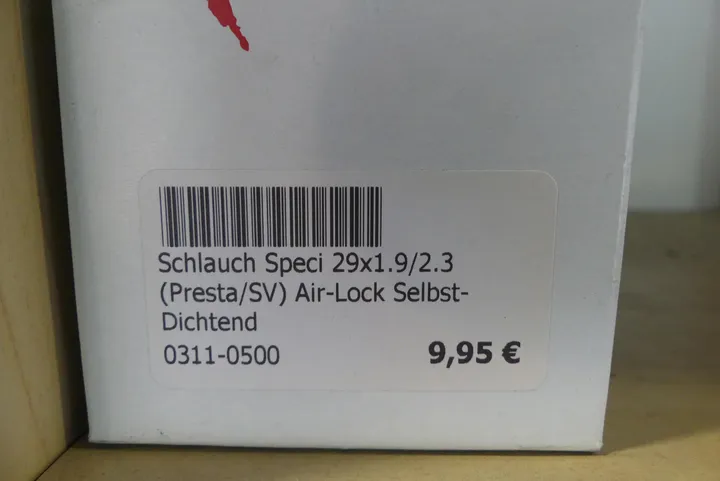 Schlauch Speci 29x1.9/2.3
(Presta/SV) Air-Lock Selbst-
Dichtend
0311-0500 9,95 €